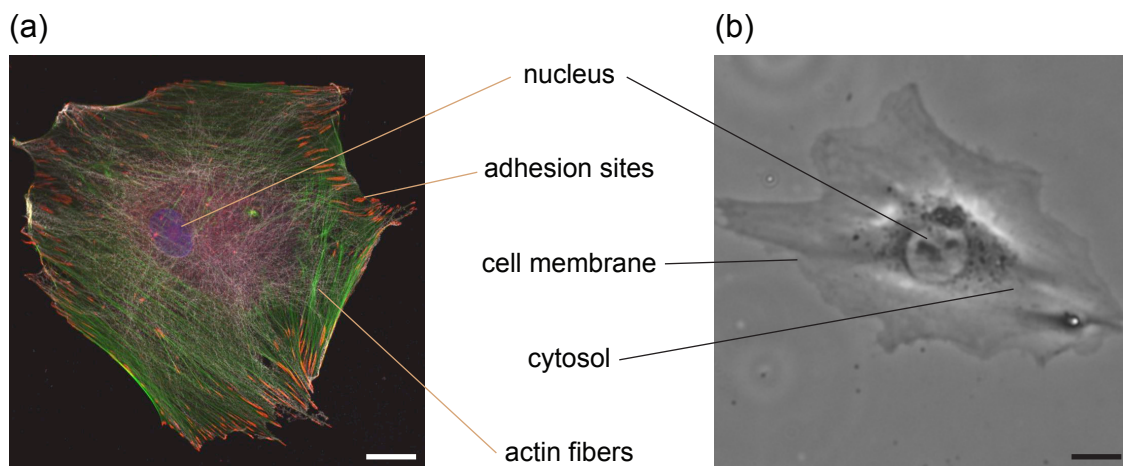 (a)
(b)
nucleus
adhesion sites
cell membrane
cytosol
actin fibers